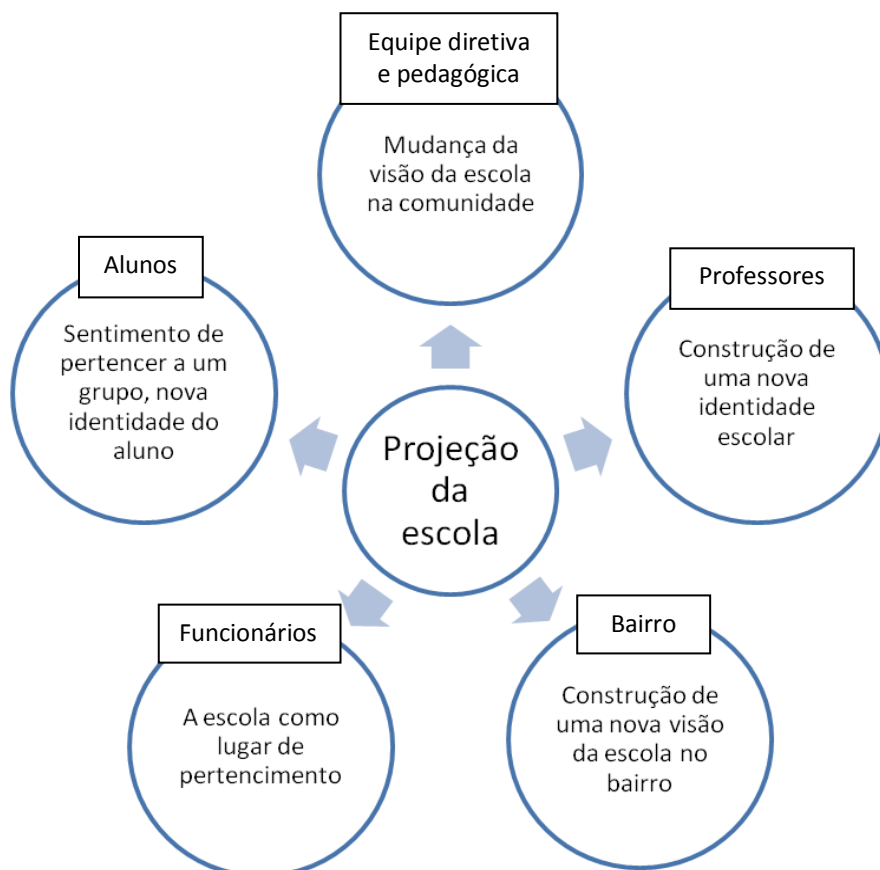 Equipe diretiva
e pedagógica
Mudança da
visão da escola
na comunidade
Alunos
Sentimento de
pertencer a um
grupo, nova
identidade do
aluno
Professores
Construção de
uma nova
identidade
escolar
Projeção
da
escola
Funcionários
A escola como
lugar de
pertencimento
Bairro
Construção de
uma nova visão
da escola no
bairro